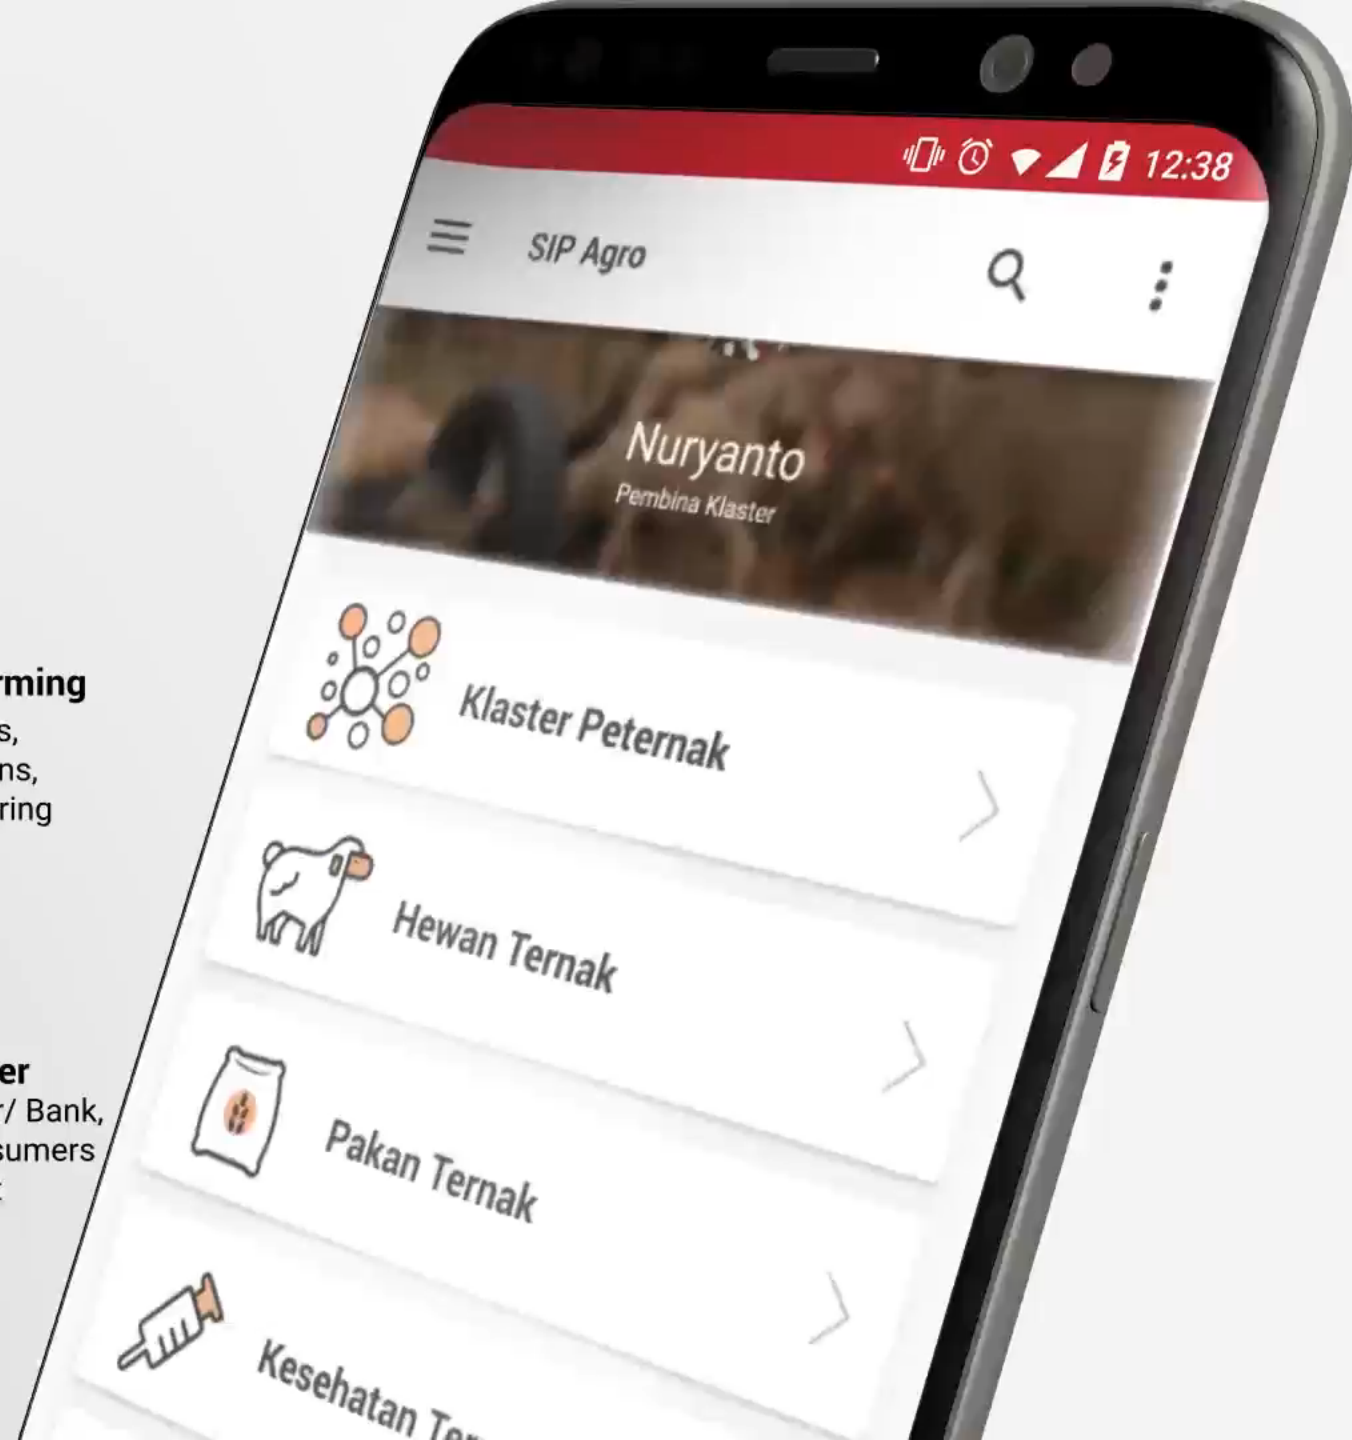 12:38
SIP Agro
Nuryanto
Pembina Klaster
Klaster Peternak
Hewan Ternak
Pakan Ternak
Kesehatan
rming
s,
ns,
ring
er
r/ Bank,
sumers